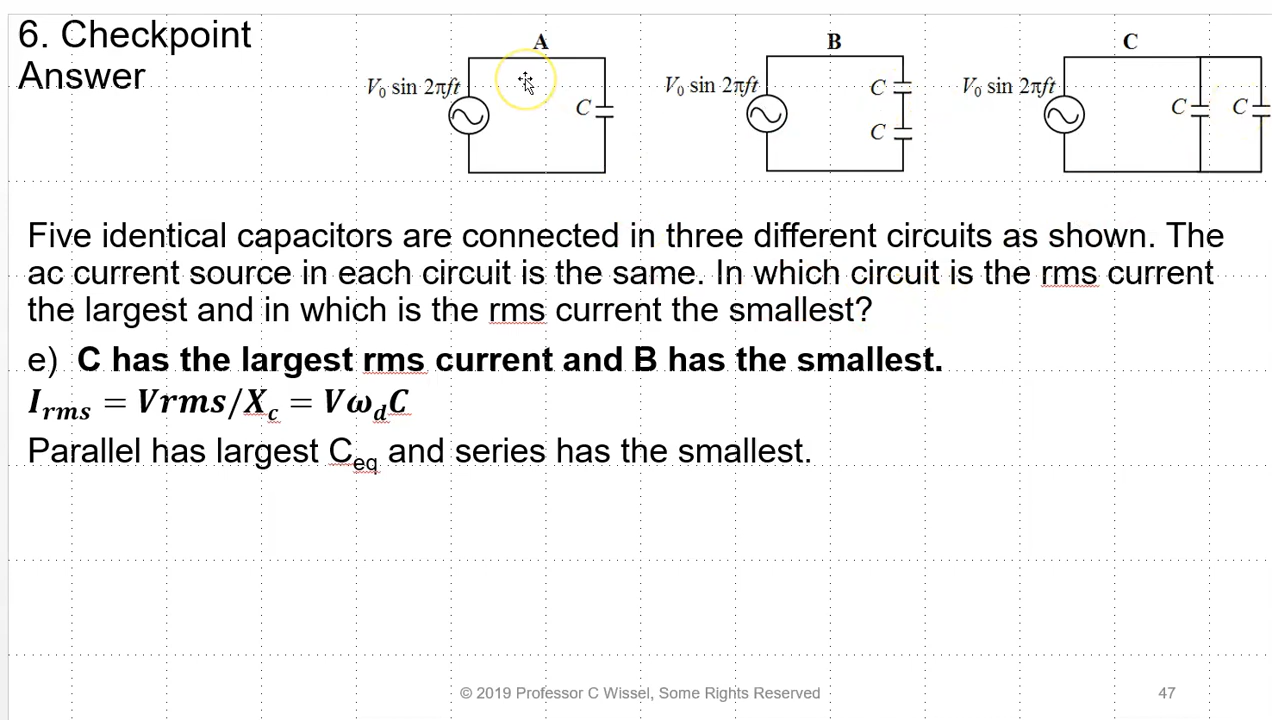 6. Checkpoint
Answer
A
V₀ sin 2πft
C
B
V₀ sin 2πft
C
C
C
V₀ sin 2πft
C
C
Five identical capacitors are connected in three different circuits as shown. The
ac current source in each circuit is the same. In which circuit is the rms current
the largest and in which is the rms current the smallest?
e) C has the largest rms current and B has the smallest.
I_rms = Vrms/X_c = Vω_dC
Parallel has largest C_eq and series has the smallest.
© 2019 Professor C Wissel, Some Rights Reserved
47